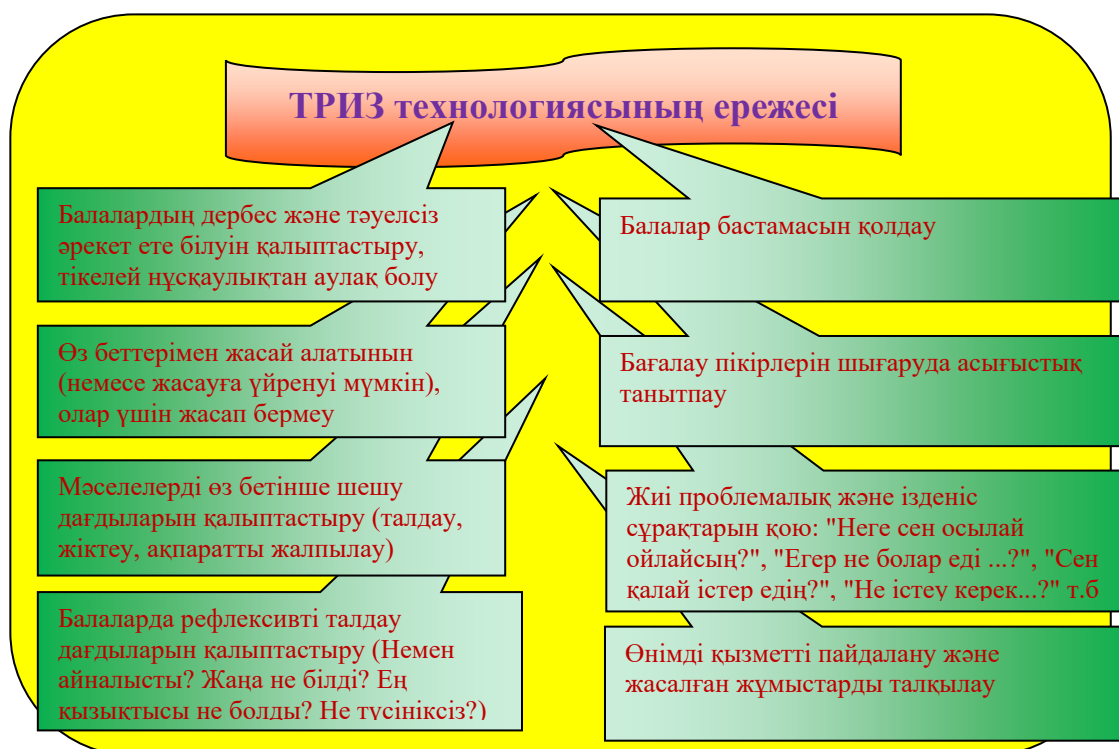 ТРИЗ технологиясының ережесі
Балалардың дербес және тәуелсіз
әрекет ете білуін қалыптастыру,
тікелей нұсқаулықтан аулақ болу
Балалар бастамасын қолдау
Өз беттерімен жасай алатынын
(немесе жасауға үйренуі мүмкін),
олар үшін жасап бермеу
Бағалау пікірлерін шығаруда асығыстық
танытпау
Мәселелерді өз бетінше шешу
дағдыларын қалыптастыру (талдау,
жіктеу, ақпаратты жалпылау)
Жиі проблемалық және ізденіс
сұрақтарын қою: "Неге сен осылай
ойлайсың?", "Егер не болар еді ...?", "Сен
қалай істер едің?", "Не істеу керек...?" т.б
Балаларда рефлексивті талдау
дағдыларын қалыптастыру (Немен
айналысты? Жаңа не білді? Ең
қызықтысы не болды? Не түсініксіз?)
Өнімді қызметті пайдалану және
жасалған жұмыстарды талқылау